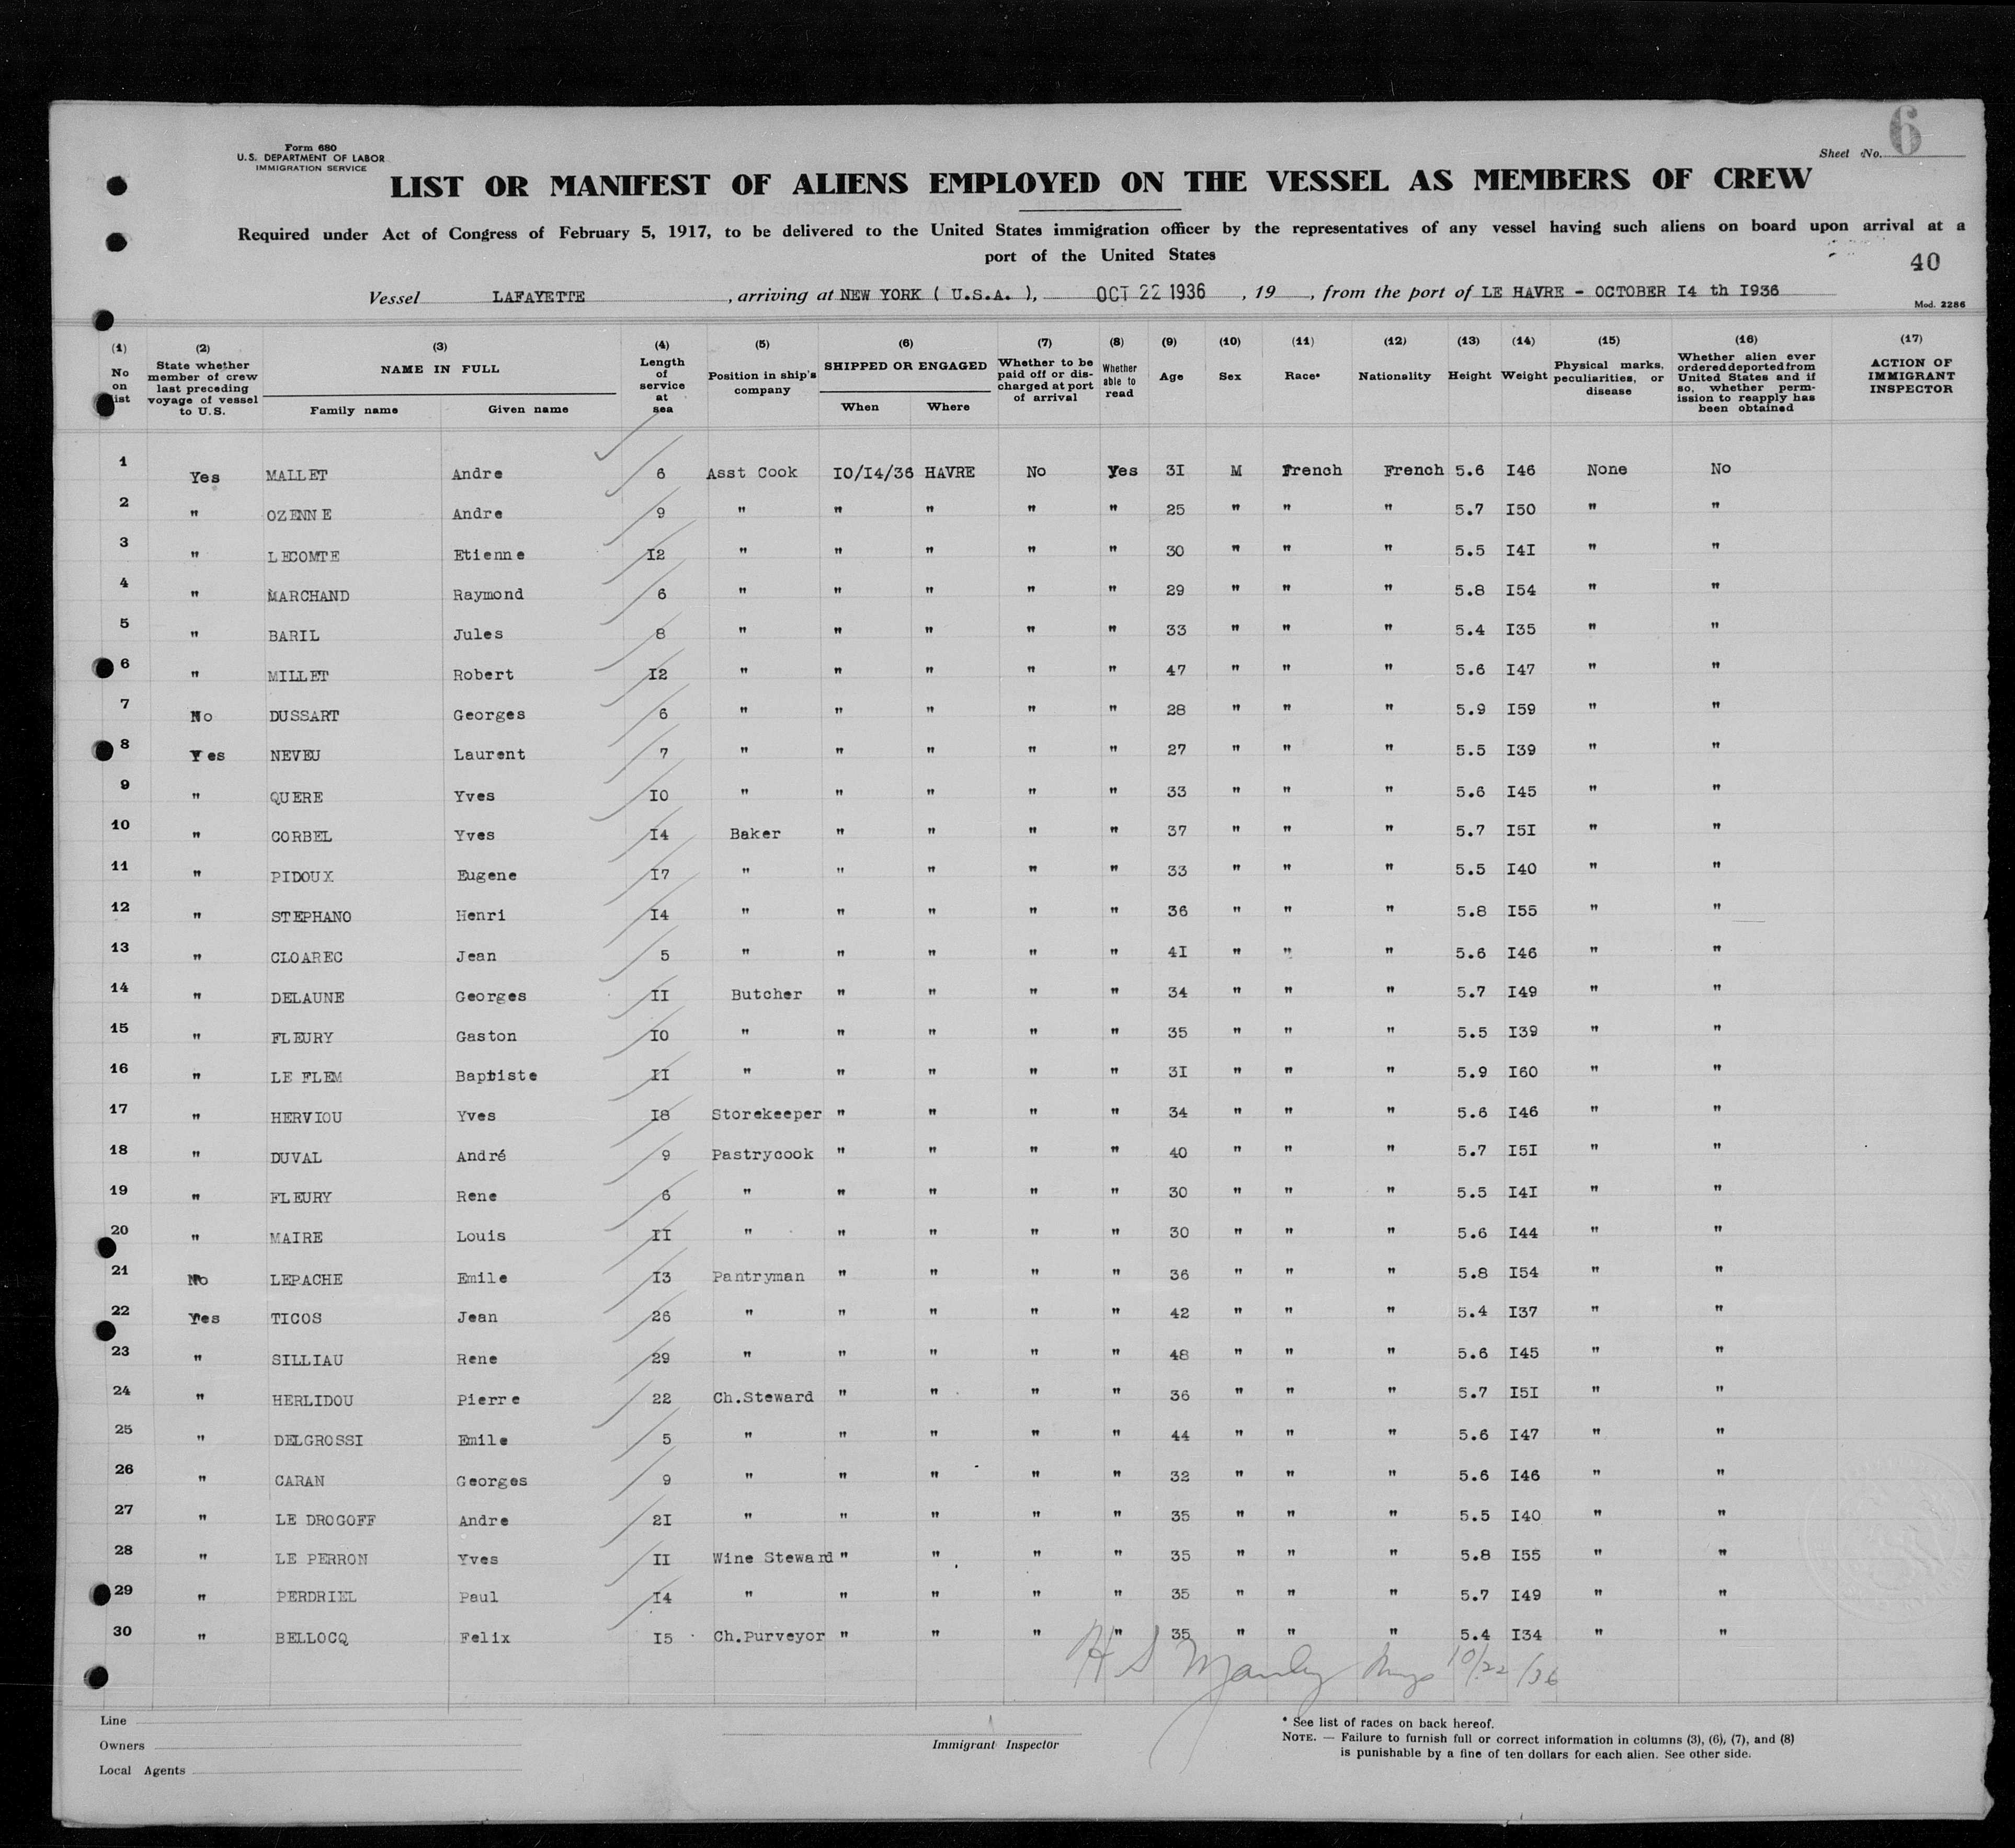 Form 680
U.S. DEPARTMENT OF LABOR
IMMIGRATION SERVICE
Sheet No. 6
LIST OR MANIFEST OF ALIENS EMPLOYED ON THE VESSEL AS MEMBERS OF CREW
Required under Act of Congress of February 5, 1917, to be delivered to the United States immigration officer by the representatives of any vessel having such aliens on board upon arrival at a
port of the United States
40
Vessel LAFAYETTE, arriving at NEW YORK ( U.S.A. ), OCT 22 1936, 19 , from the port of LE HAVRE - OCTOBER I4 th I936
Mod. 2286
(1) No on list (2) State whether member of crew last preceding voyage of vessel to U.S. (3) NAME IN FULL Family name Given name (4) Length of service at sea (5) Position in ship's company (6) SHIPPED OR ENGAGED When Where (7) Whether to be paid off or discharged at port of arrival (8) Whether able to read (9) Age (10) Sex (11) Race* (12) Nationality (13) Height (14) Weight (15) Physical marks, peculiarities, or disease (16) Whether alien ever ordered deported from United States and if so, whether permission to reapply has been obtained (17) ACTION OF IMMIGRANT INSPECTOR
1 Yes MALLET Andre 6 Asst Cook IO/I4/36 HAVRE No Yes 3I M French French 5.6 I46 None No
2 " OZENNE Andre 9 " " " " " 25 " " " 5.7 I50 " "
3 " LECOMTE Etienne I2 " " " " " 30 " " " 5.5 I4I " "
4 " MARCHAND Raymond 6 " " " " " 29 " " " 5.8 I54 " "
5 " BARIL Jules 8 " " " " " 33 " " " 5.4 I35 " "
6 " MILLET Robert I2 " " " " " 47 " " " 5.6 I47 " "
7 No DUSSART Georges 6 " " " " " 28 " " " 5.9 I59 " "
8 Yes NEVEU Laurent 7 " " " " " 27 " " " 5.5 I39 " "
9 " QUERE Yves IO " " " " " 33 " " " 5.6 I45 " "
10 " CORBEL Yves I4 Baker " " " " 37 " " " 5.7 I5I " "
11 " PIDOUX Eugene I7 " " " " " 33 " " " 5.5 I40 " "
12 " STEPHANO Henri I4 " " " " " 36 " " " 5.8 I55 " "
13 " CLOAREC Jean 5 " " " " " 4I " " " 5.6 I46 " "
14 " DELAUNE Georges II Butcher " " " " 34 " " " 5.7 I49 " "
15 " FLEURY Gaston IO " " " " " 35 " " " 5.5 I39 " "
16 " LE FLEM Baptiste II " " " " " 3I " " " 5.9 I60 " "
17 " HERVIOU Yves I8 Storekeeper " " " " 34 " " " 5.6 I46 " "
18 " DUVAL André 9 Pastrycook " " " " 40 " " " 5.7 I5I " "
19 " FLEURY Rene 6 " " " " " 30 " " " 5.5 I4I " "
20 " MAIRE Louis II " " " " " 30 " " " 5.6 I44 " "
21 No LEPACHE Emile I3 Pantryman " " " " 36 " " " 5.8 I54 " "
22 Yes TICOS Jean 26 " " " " " 42 " " " 5.4 I37 " "
23 " SILLIAU Rene 29 " " " " " 48 " " " 5.6 I45 " "
24 " HERLIDOU Pierre 22 Ch.Steward " " " " 36 " " " 5.7 I5I " "
25 " DELGROSSI Emile 5 " " " " " 44 " " " 5.6 I47 " "
26 " CARAN Georges 9 " " " " " 32 " " " 5.6 I46 " "
27 " LE DROGOFF Andre 2I " " " " " 35 " " " 5.5 I40 " "
28 " LE PERRON Yves II Wine Steward " " " " 35 " " " 5.8 I55 " "
29 " PERDRIEL Paul I4 " " " " " 35 " " " 5.7 I49 " "
30 " BELLOCQ Felix I5 Ch.Purveyor " " " " 35 " " " 5.4 I34 " "
H S Manley 10/22/36
Line
Owners
Local Agents
Immigrant Inspector
* See list of races on back hereof.
NOTE. — Failure to furnish full or correct information in columns (3), (6), (7), and (8)
is punishable by a fine of ten dollars for each alien. See other side.